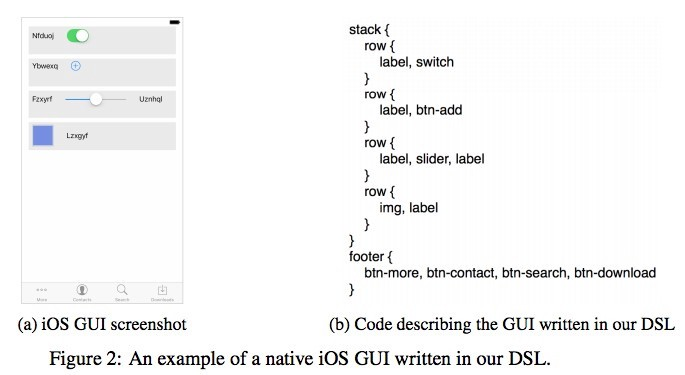 Nfduoj
Ybwexq
Fzxyrf Uznhql
Lzxgyf
More Contacts Search Downloads
(a) iOS GUI screenshot
stack {
row {
label, switch
}
row {
label, btn-add
}
row {
label, slider, label
}
row {
img, label
}
}
footer {
btn-more, btn-contact, btn-search, btn-download
}
(b) Code describing the GUI written in our DSL
Figure 2: An example of a native iOS GUI written in our DSL.